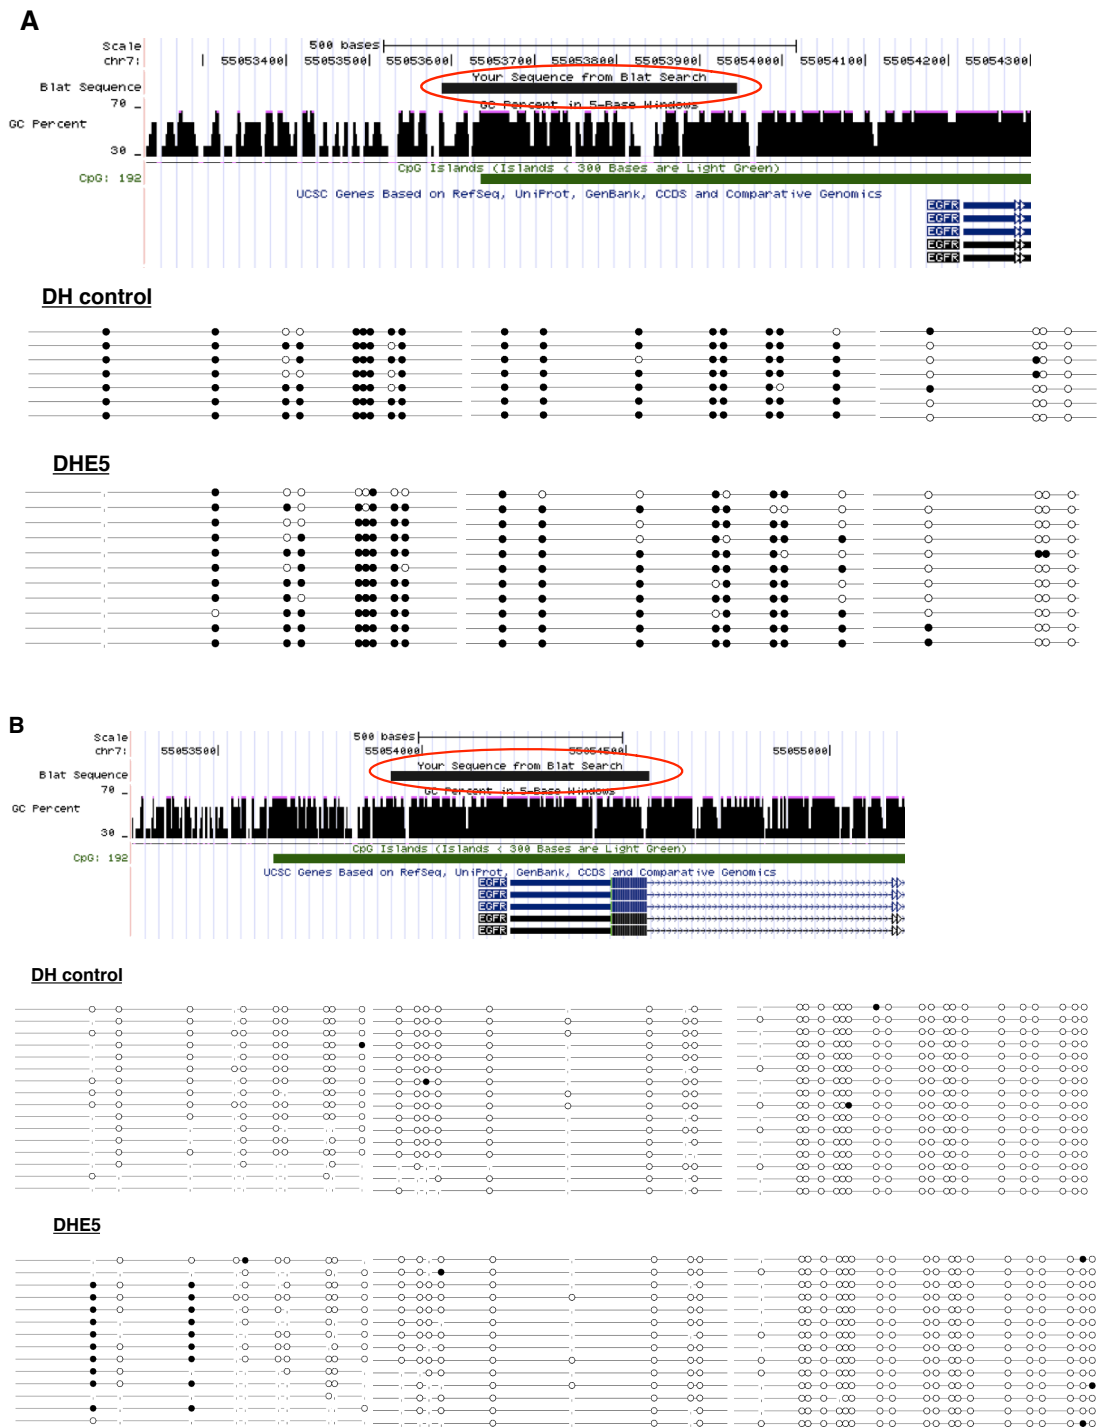 A
Scale 500 bases
chr7: 55053400 55053500 55053600 55053700 55053800 55053900 55054000 55054100 55054200 55054300
Your Sequence from Blat Search
Blat Sequence
GC Percent in 5-Base Windows
70
GC Percent
30
CpG Islands (Islands < 300 Bases are Light Green)
CpG: 192
UCSC Genes Based on RefSeq, UniProt, GenBank, CCDS and Comparative Genomics
EGFR
EGFR
EGFR
EGFR
EGFR
DH control
DHE5
B
Scale 500 bases
chr7: 55053500 55054000 55054500 55055000
Your Sequence from Blat Search
Blat Sequence
GC Percent in 5-Base Windows
70
GC Percent
30
CpG Islands (Islands < 300 Bases are Light Green)
CpG: 192
UCSC Genes Based on RefSeq, UniProt, GenBank, CCDS and Comparative Genomics
EGFR
EGFR
EGFR
EGFR
EGFR
DH control
DHE5